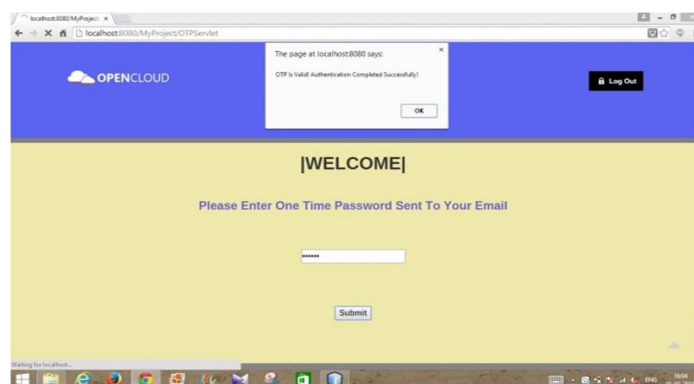 localhost:8080/MyProject
localhost:8080/MyProject/OTPServlet
The page at localhost:8080 says:
OTP Is Valid! Authentication Completed Successfully!
OK
OPENCLOUD
Log Out
|WELCOME|
Please Enter One Time Password Sent To Your Email
Submit
Waiting for localhost...
ENG
16:04